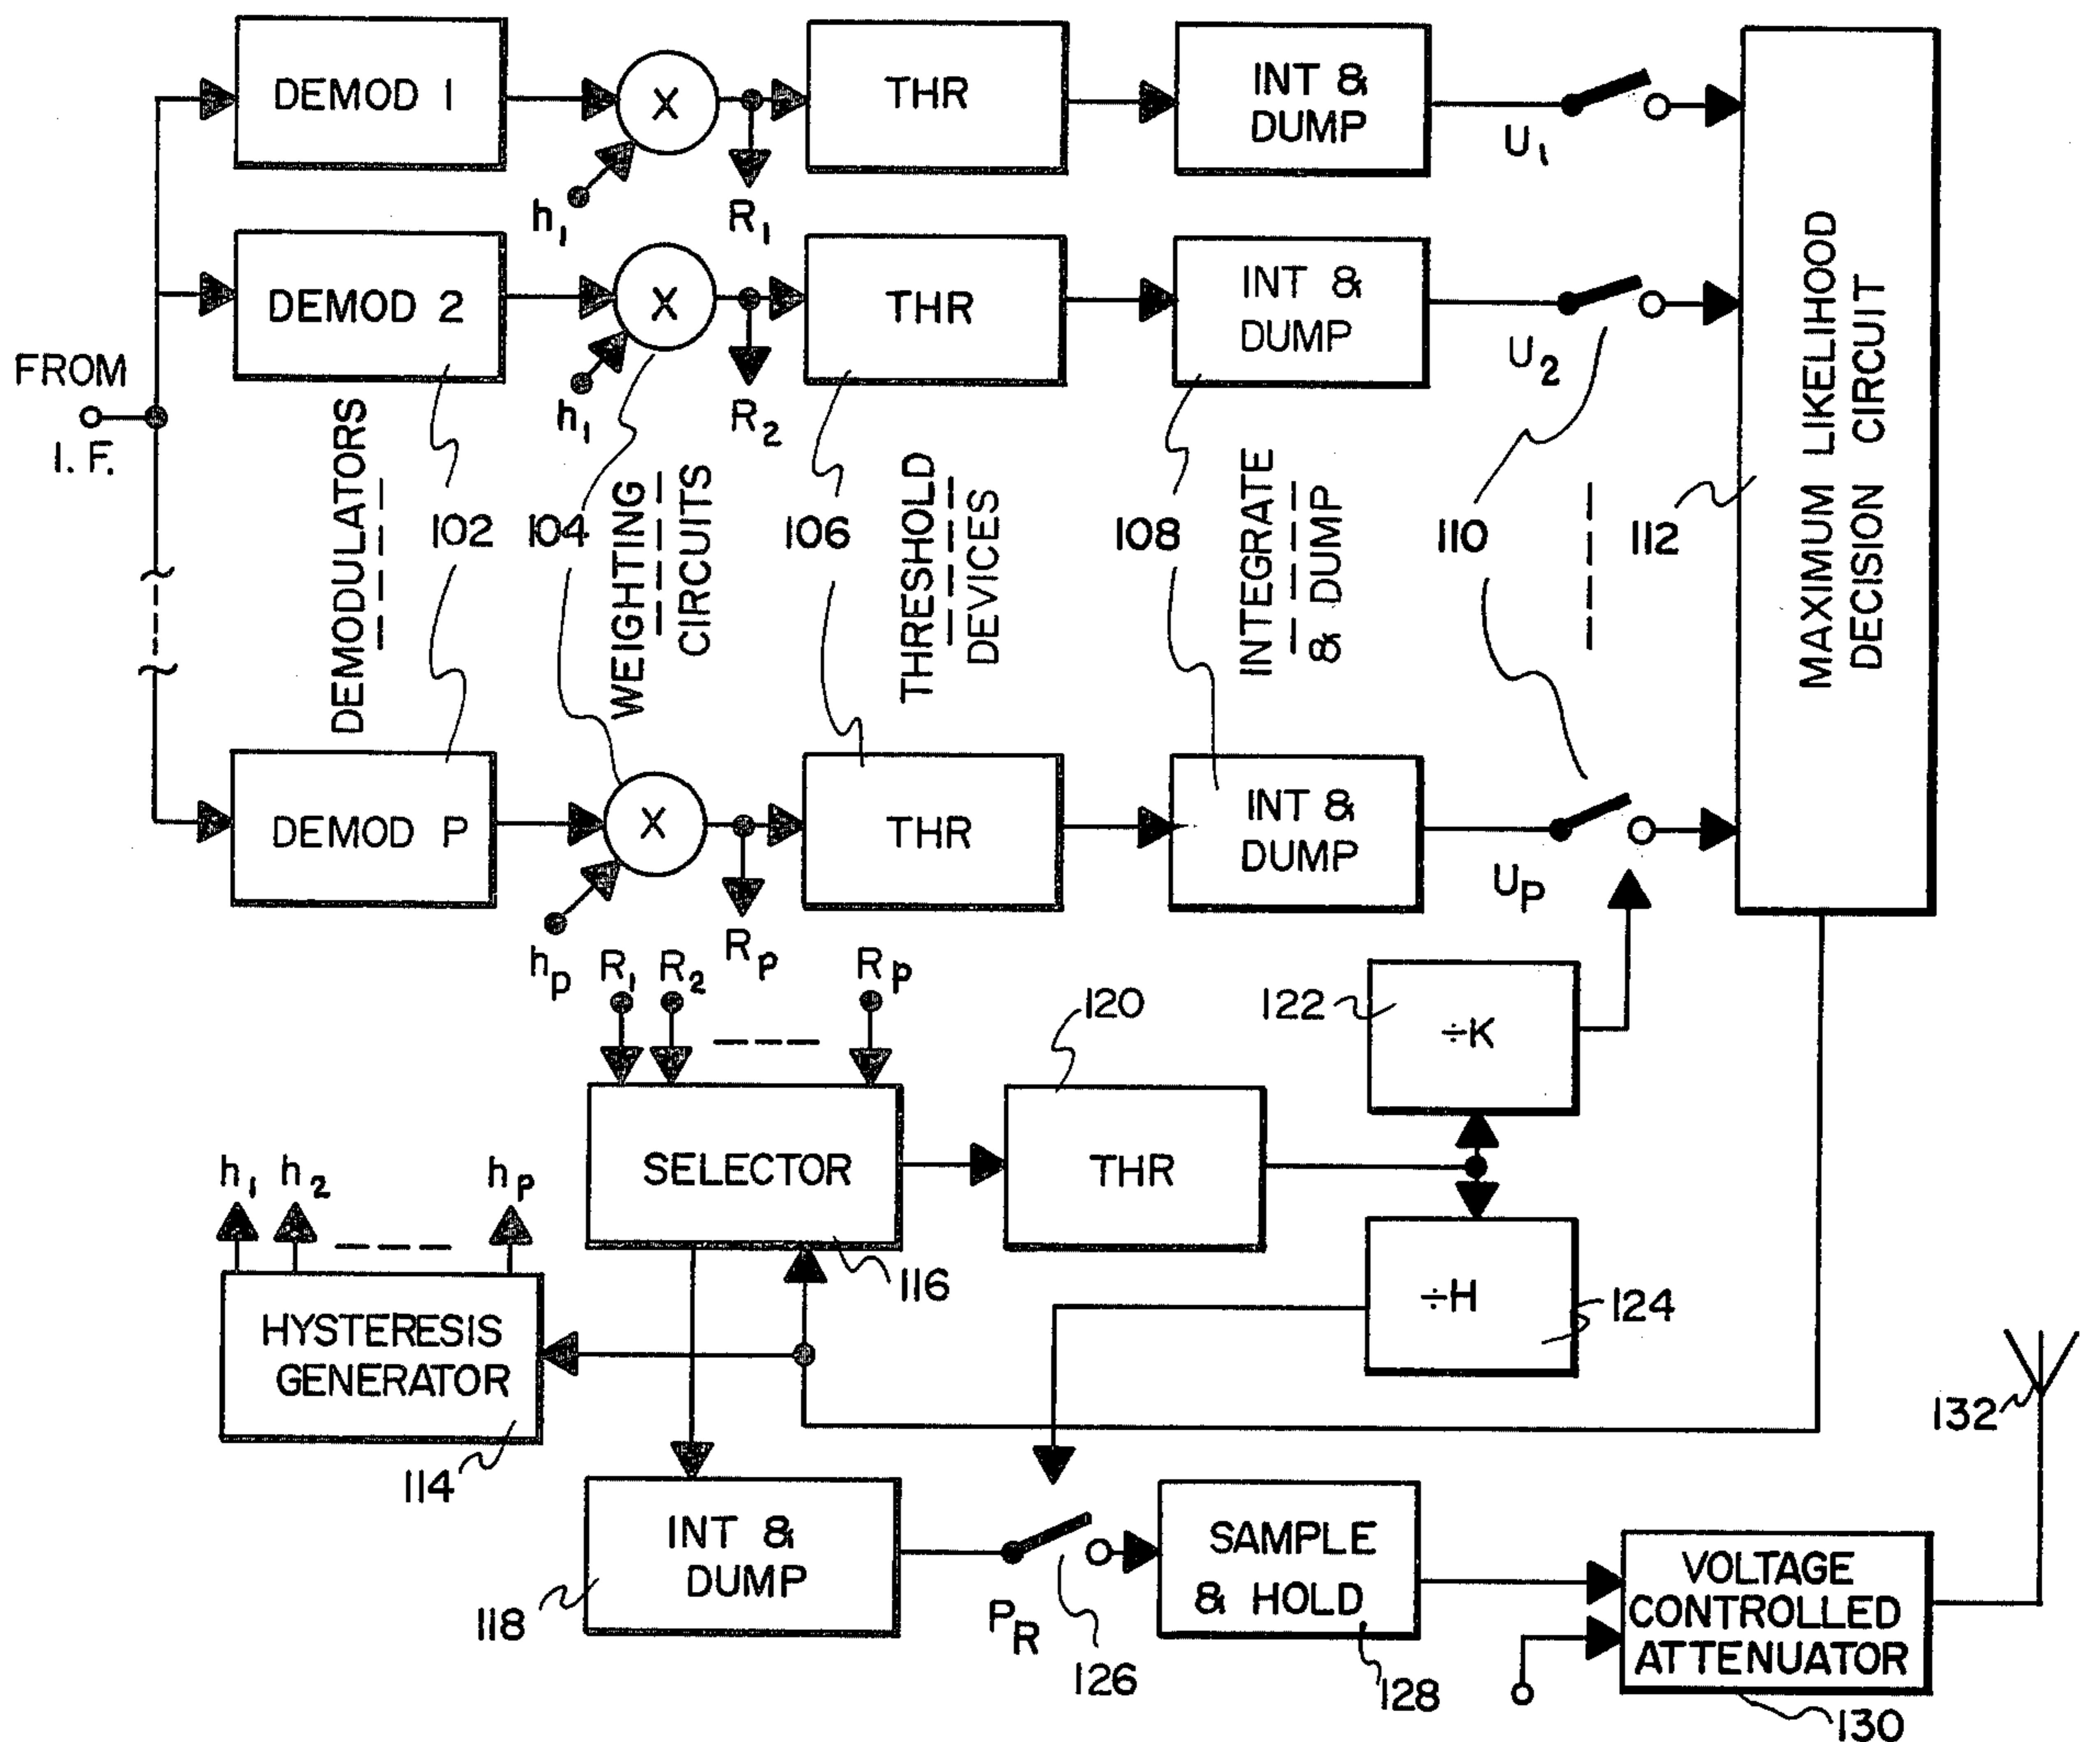 DEMOD 1
X
THR
INT &
DUMP
U₁
h₁
R₁
DEMOD 2
X
THR
INT &
DUMP
U₂
h₁
R₂
FROM
I.F.
DEMODULATORS
102
104
WEIGHTING
CIRCUITS
106
THRESHOLD
DEVICES
108
INTEGRATE
& DUMP
110
112
MAXIMUM LIKELIHOOD
DECISION CIRCUIT
DEMOD P
X
THR
INT &
DUMP
Uₚ
hₚ
Rₚ
R₁
R₂
Rₚ
120
122
÷K
SELECTOR
THR
116
h₁
h₂
hₚ
HYSTERESIS
GENERATOR
114
÷H
124
132
INT &
DUMP
118
P_R
126
SAMPLE
& HOLD
128
VOLTAGE
CONTROLLED
ATTENUATOR
130